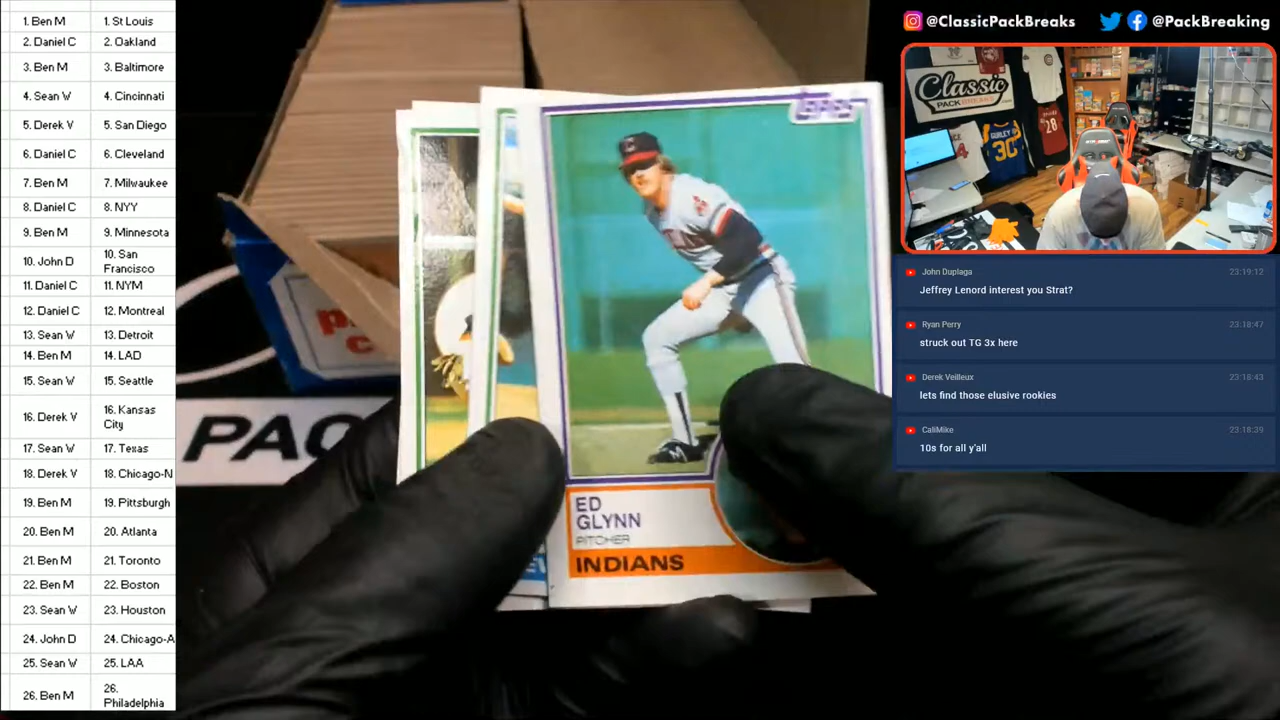 1. Ben M 1. St Louis
2. Daniel C 2. Oakland
3. Ben M 3. Baltimore
4. Sean W 4. Cincinnati
5. Derek V 5. San Diego
6. Daniel C 6. Cleveland
7. Ben M 7. Milwaukee
8. Daniel C 8. NYY
9. Ben M 9. Minnesota
10. John D 10. San Francisco
11. Daniel C 11. NYM
12. Daniel C 12. Montreal
13. Sean W 13. Detroit
14. Ben M 14. LAD
15. Sean W 15. Seattle
16. Derek V 16. Kansas City
17. Sean W 17. Texas
18. Derek V 18. Chicago-N
19. Ben M 19. Pittsburgh
20. Ben M 20. Atlanta
21. Ben M 21. Toronto
22. Ben M 22. Boston
23. Sean W 23. Houston
24. John D 24. Chicago-A
25. Sean W 25. LAA
26. Ben M 26. Philadelphia
PAC
TOPPS
ED
GLYNN
PITCHER
INDIANS
@ClassicPackBreaks @PackBreaking
Classic
PACK BREAKS
GURLEY
30
28
John Duplaga 23:19:12
Jeffrey Lenord interest you Strat?
Ryan Perry 23:18:47
struck out TG 3x here
Derek Veilleux 23:18:43
lets find those elusive rookies
CaliMike 23:18:39
10s for all y'all